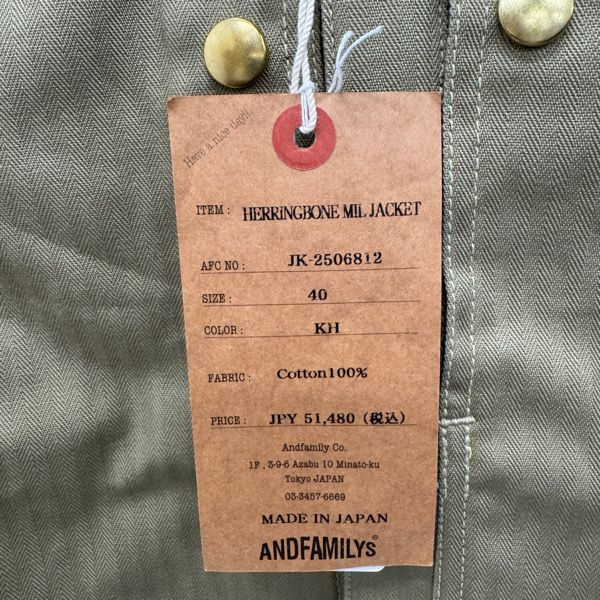 Have a nice day!!
ITEM : HERRINGBONE MIL JACKET
AFC NO : JK-2506812
SIZE : 40
COLOR : KH
FABRIC : Cotton100%
PRICE : JPY 51,480 (税込)
Andfamily Co.
1F , 3-9-6 Azabu 10 Minato-ku
Tokyo JAPAN
03-3457-6669
MADE IN JAPAN
ANDFAMILYS®